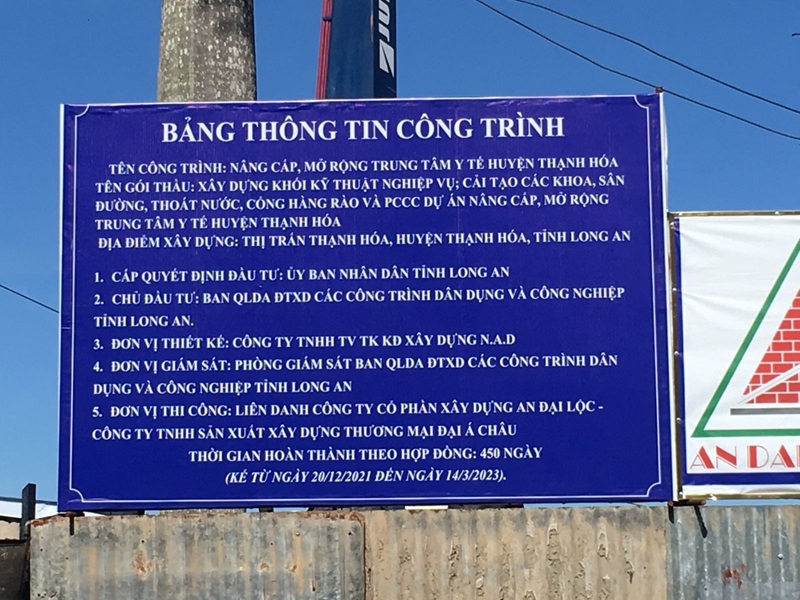 BẢNG THÔNG TIN CÔNG TRÌNH
TÊN CÔNG TRÌNH: NÂNG CẤP, MỞ RỘNG TRUNG TÂM Y TẾ HUYỆN THẠNH HÓA
TÊN GÓI THẦU: XÂY DỰNG KHỐI KỸ THUẬT NGHIỆP VỤ; CẢI TẠO CÁC KHOA, SÂN
ĐƯỜNG, THOÁT NƯỚC, CỔNG HÀNG RÀO VÀ PCCC DỰ ÁN NÂNG CẤP, MỞ RỘNG
TRUNG TÂM Y TẾ HUYỆN THẠNH HÓA
ĐỊA ĐIỂM XÂY DỰNG: THỊ TRẤN THẠNH HÓA, HUYỆN THẠNH HÓA, TỈNH LONG AN
1. CẤP QUYẾT ĐỊNH ĐẦU TƯ: ỦY BAN NHÂN DÂN TỈNH LONG AN
2. CHỦ ĐẦU TƯ: BAN QLDA ĐTXD CÁC CÔNG TRÌNH DÂN DỤNG VÀ CÔNG NGHIỆP
TỈNH LONG AN.
3. ĐƠN VỊ THIẾT KẾ: CÔNG TY TNHH TV TK KĐ XÂY DỰNG N.A.D
4. ĐƠN VỊ GIÁM SÁT: PHÒNG GIÁM SÁT BAN QLDA ĐTXD CÁC CÔNG TRÌNH DÂN
DỤNG VÀ CÔNG NGHIỆP TỈNH LONG AN
5. ĐƠN VỊ THI CÔNG: LIÊN DANH CÔNG TY CỔ PHẦN XÂY DỰNG AN ĐẠI LỘC -
CÔNG TY TNHH SẢN XUẤT XÂY DỰNG THƯƠNG MẠI ĐẠI Á CHÂU
THỜI GIAN HOÀN THÀNH THEO HỢP ĐỒNG: 450 NGÀY
(KỂ TỪ NGÀY 20/12/2021 ĐẾN NGÀY 14/3/2023).
AN DA